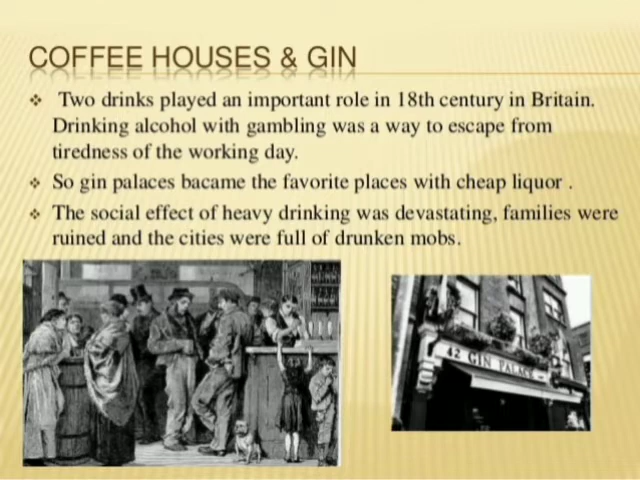 COFFEE HOUSES & GIN
❖ Two drinks played an important role in 18th century in Britain.
Drinking alcohol with gambling was a way to escape from
tiredness of the working day.
❖ So gin palaces bacame the favorite places with cheap liquor .
❖ The social effect of heavy drinking was devastating, families were
ruined and the cities were full of drunken mobs.
42 GIN PALACE